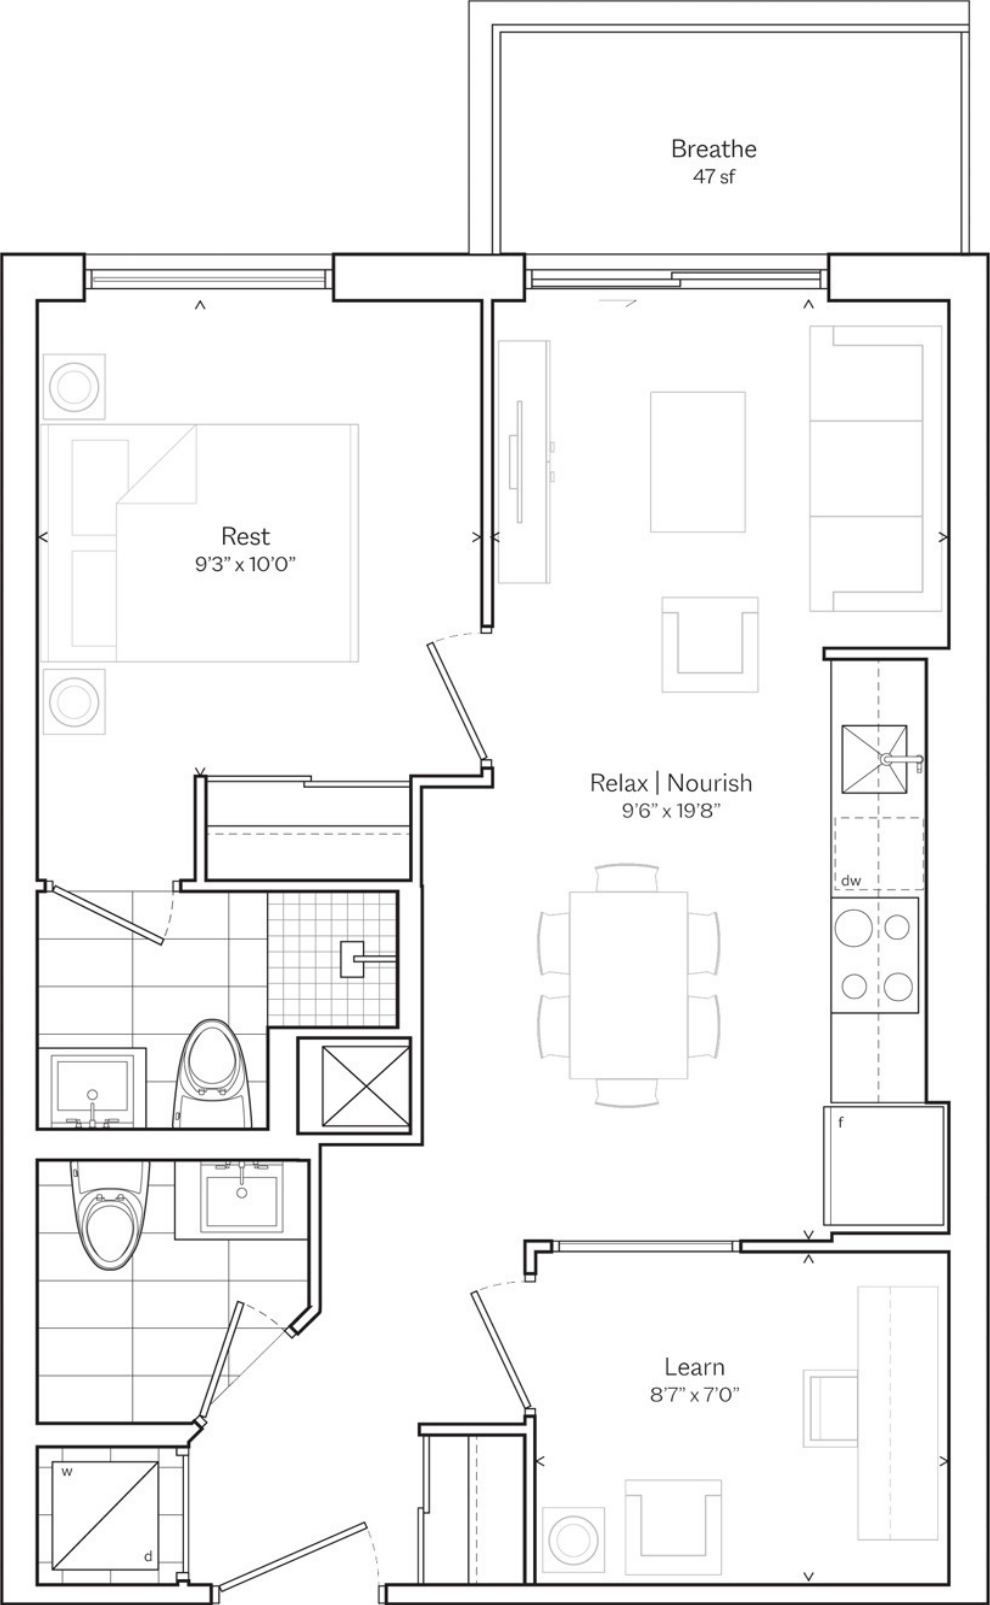 Breathe
47 sf
Rest
9’3” x 10’0”
Relax | Nourish
9’6” x 19’8”
dw
f
Learn
8’7” x 7’0”
w
d